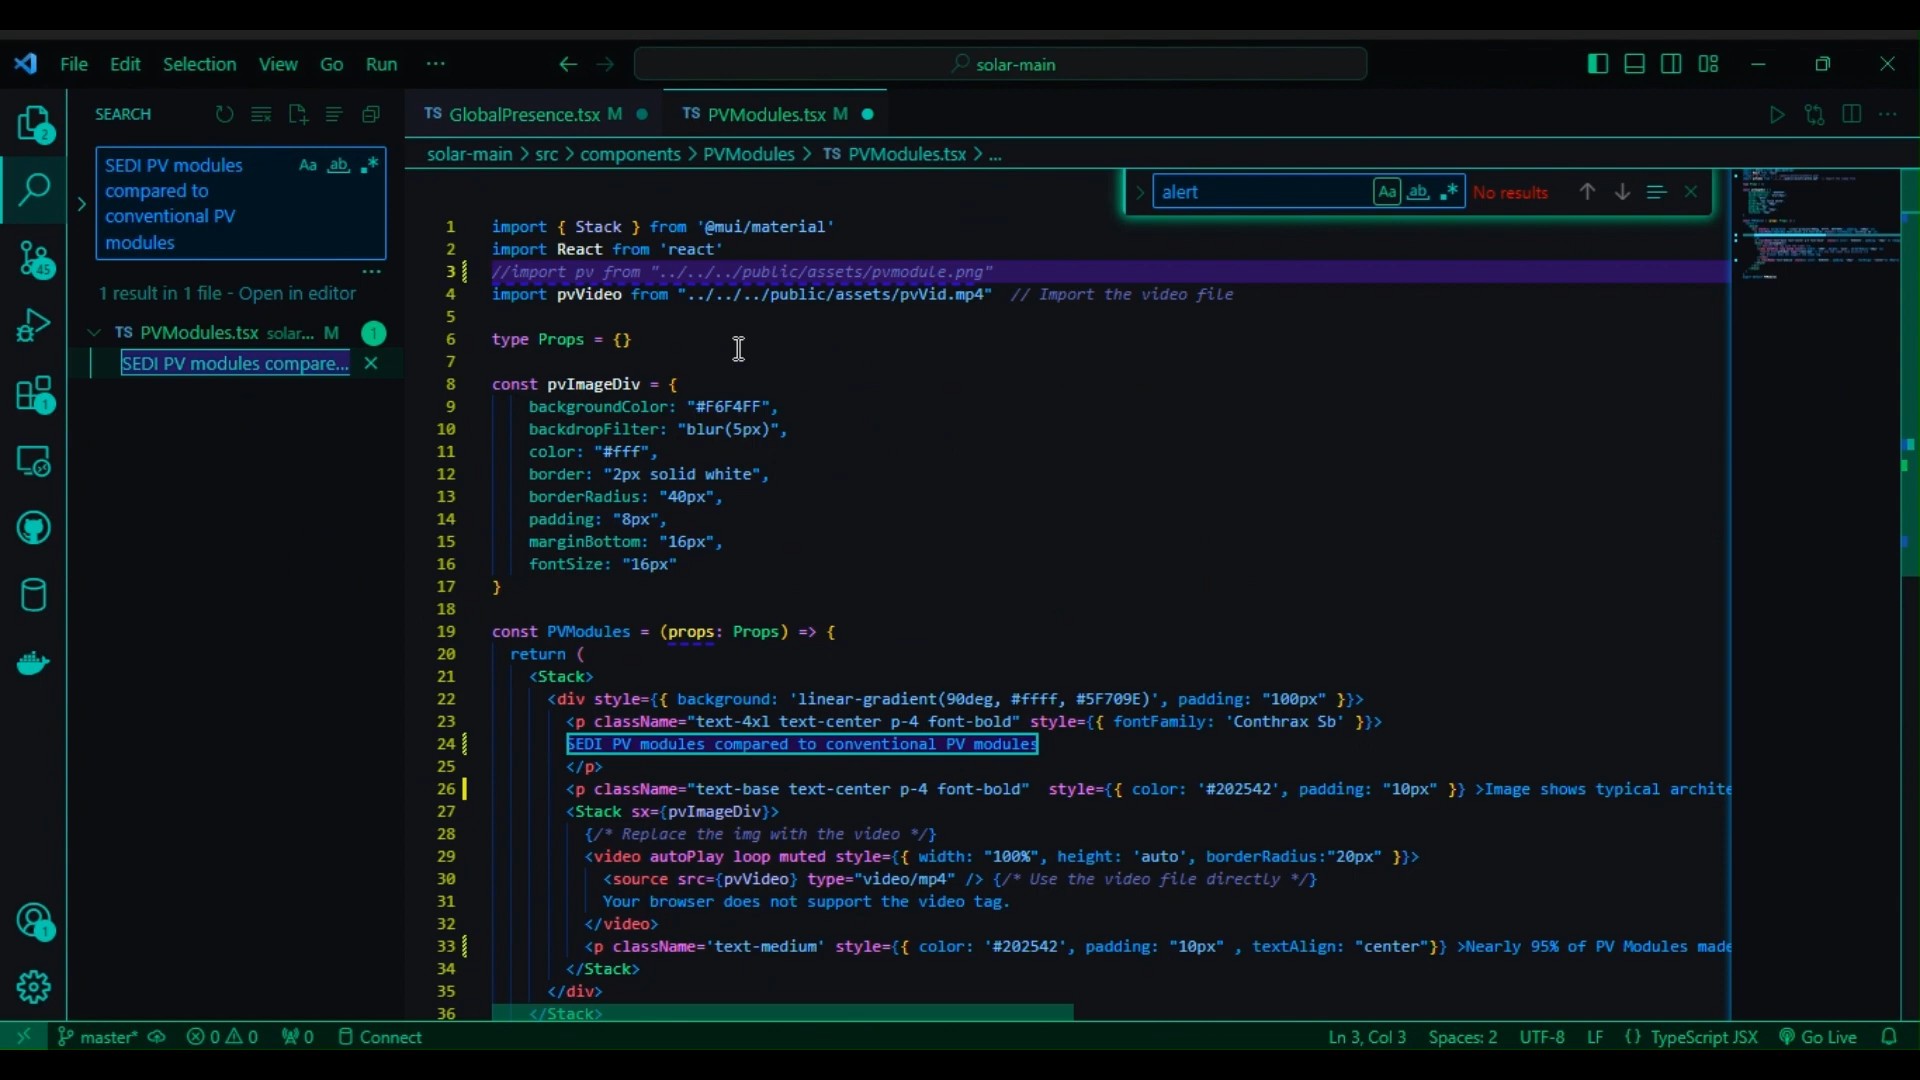 File Edit Selection View Go Run ···
solar-main
SEARCH
SEDI PV modules
compared to
conventional PV
modules
Aa ab .*
1 result in 1 file - Open in editor
TS PVModules.tsx solar... M 1
SEDI PV modules compare...
2
45
1
1
TS GlobalPresence.tsx M
TS PVModules.tsx M
solar-main > src > components > PVModules > TS PVModules.tsx > ...
alert Aa ab .* No results
1 import { Stack } from '@mui/material'
2 import React from 'react'
3 //import pv from "../../../public/assets/pvmodule.png"
4 import pvVideo from "../../../public/assets/pvVid.mp4" // Import the video file
5
6 type Props = {}
7
8 const pvImageDiv = {
9 backgroundColor: "#F6F4FF",
10 backdropFilter: "blur(5px)",
11 color: "#fff",
12 border: "2px solid white",
13 borderRadius: "40px",
14 padding: "8px",
15 marginBottom: "16px",
16 fontSize: "16px"
17 }
18
19 const PVModules = (props: Props) => {
20 return (
21 <Stack>
22 <div style={{ background: 'linear-gradient(90deg, #ffff, #5F709E)', padding: "100px" }}>
23 <p className="text-4xl text-center p-4 font-bold" style={{ fontFamily: 'Conthrax Sb' }}>
24 SEDI PV modules compared to conventional PV modules
25 </p>
26 <p className="text-base text-center p-4 font-bold" style={{ color: '#202542', padding: "10px" }} >Image shows typical archite
27 <Stack sx={pvImageDiv}>
28 {/* Replace the img with the video */}
29 <video autoPlay loop muted style={{ width: "100%", height: 'auto', borderRadius:"20px" }}>
30 <source src={pvVideo} type="video/mp4" /> {/* Use the video file directly */}
31 Your browser does not support the video tag.
32 </video>
33 <p className='text-medium' style={{ color: '#202542', padding: "10px" , textAlign: "center"}} >Nearly 95% of PV Modules made
34 </Stack>
35 </div>
36 </Stack>
master* 0 0 0 Connect
Ln 3, Col 3 Spaces: 2 UTF-8 LF {} TypeScript JSX Go Live